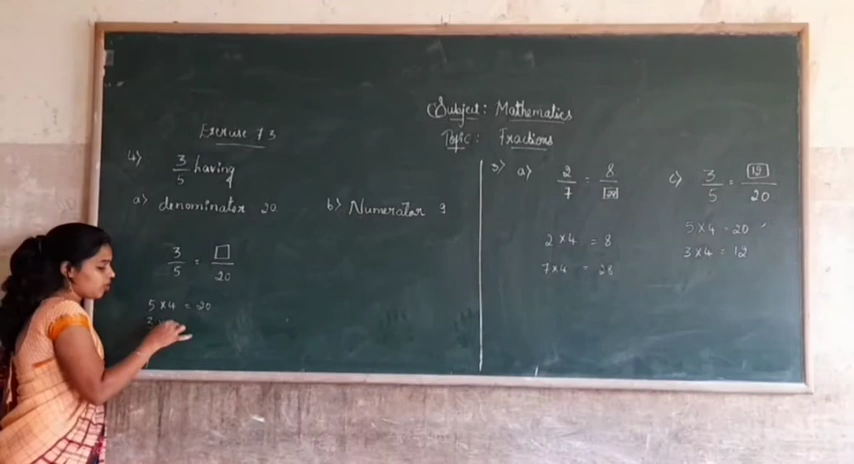 Subject: Mathematics
Topic: Fractions
Exercise 7.3
4) 3/5 having
a) denominator 20
b) Numerator 9
3/5 = □/20
5 × 4 = 20
3)
a) 2/7 = 8/28
2 × 4 = 8
7 × 4 = 28
c) 3/5 = 12/20
5 × 4 = 20
3 × 4 = 12